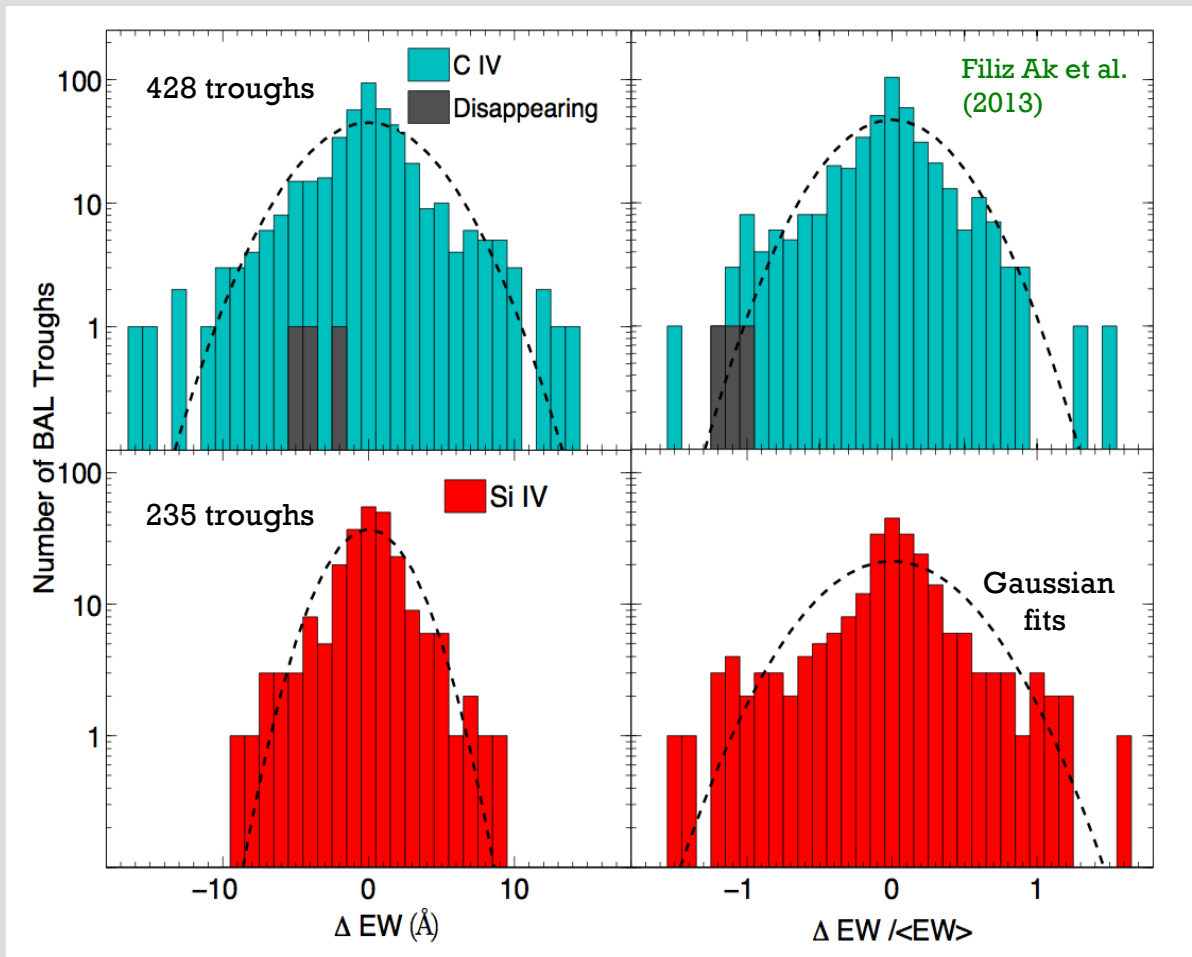 428 troughs
C IV
Disappearing
Filiz Ak et al.
(2013)
100
10
1
235 troughs
Si IV
Gaussian
fits
100
10
1
Number of BAL Troughs
−10 0 10
−1 0 1
Δ EW (Å)
Δ EW /<EW>